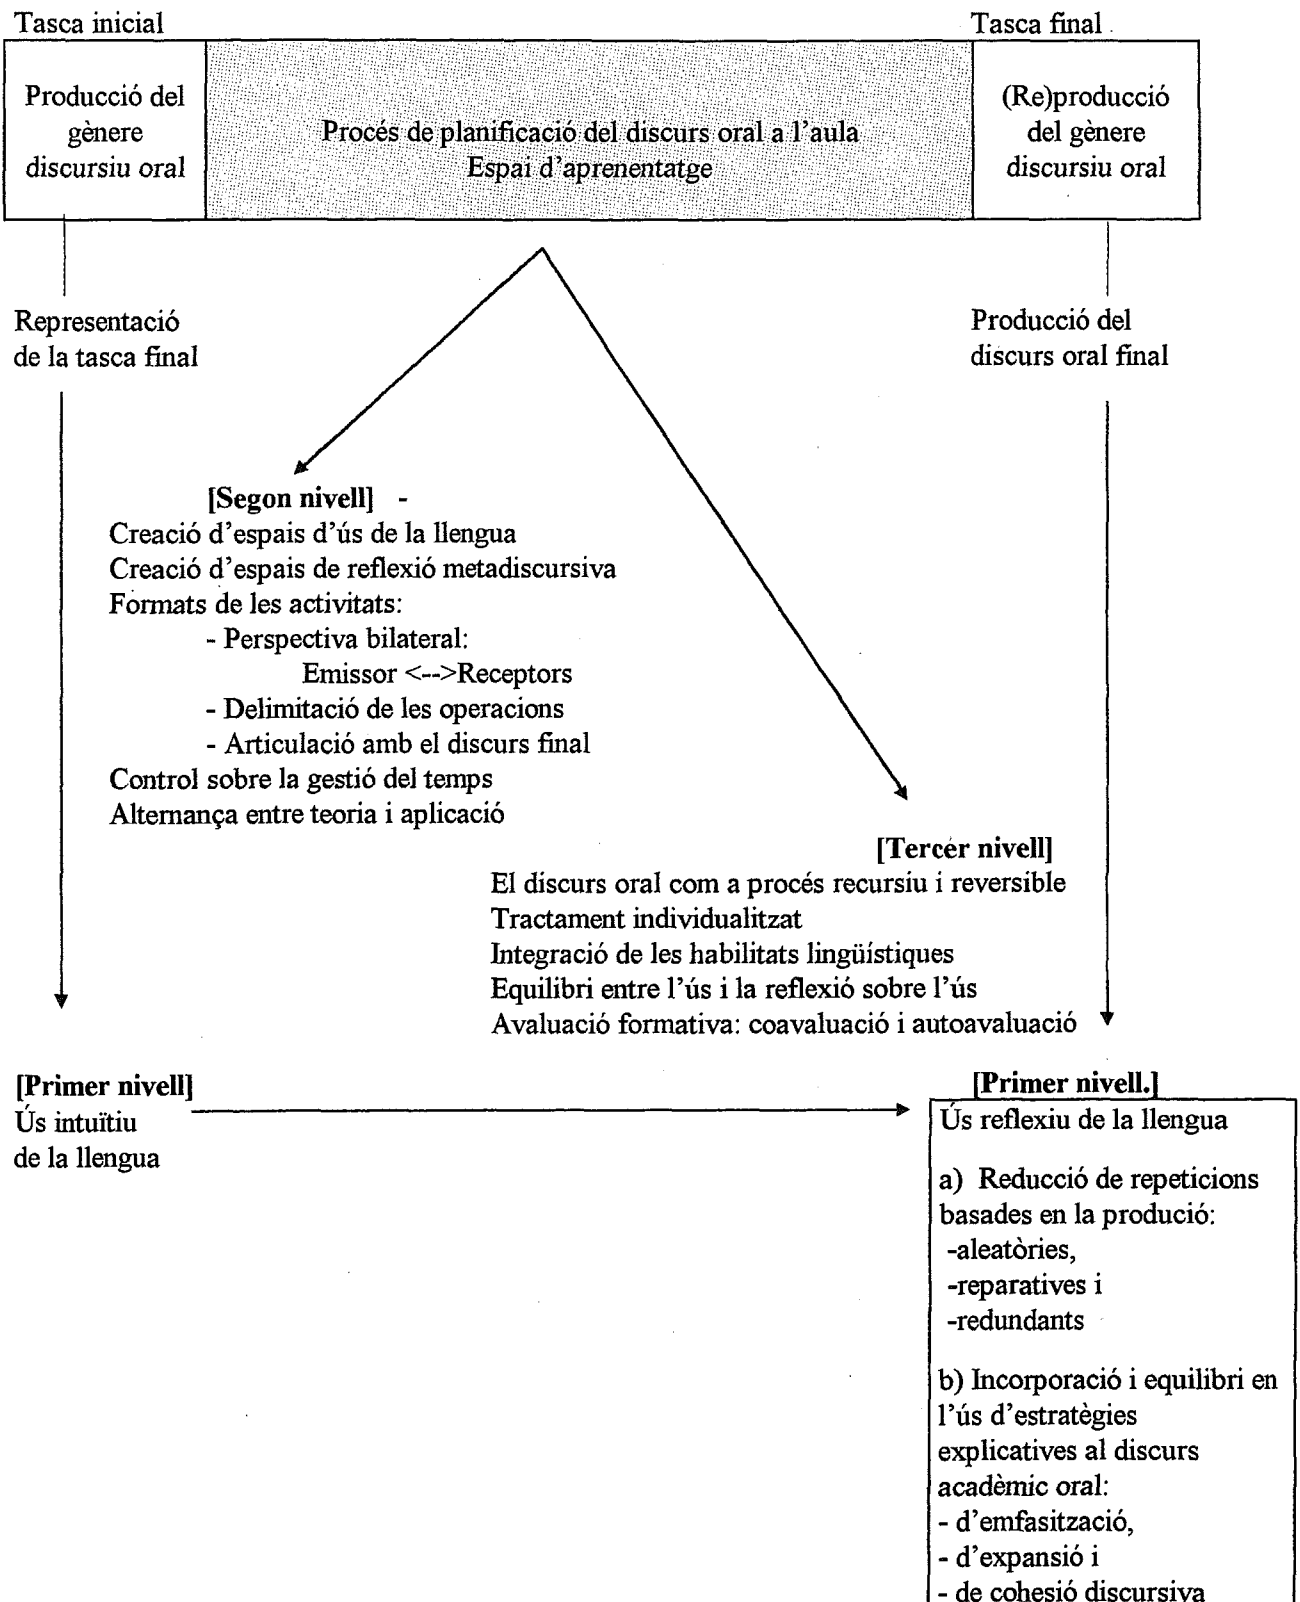 Tasca inicial
Tasca final
Producció del
gènere
discursiu oral
Procés de planificació del discurs oral a l'aula
Espai d'aprenentatge
(Re)producció
del gènere
discursiu oral
Representació
de la tasca final
Producció del
discurs oral final
[Segon nivell] -
Creació d'espais d'ús de la llengua
Creació d'espais de reflexió metadiscursiva
Formats de les activitats:
- Perspectiva bilateral:
Emissor <-->Receptors
- Delimitació de les operacions
- Articulació amb el discurs final
Control sobre la gestió del temps
Alternança entre teoria i aplicació
[Tercer nivell]
El discurs oral com a procés recursiu i reversible
Tractament individualitzat
Integració de les habilitats lingüístiques
Equilibri entre l'ús i la reflexió sobre l'ús
Avaluació formativa: coavaluació i autoavaluació
[Primer nivell]
Ús intuïtiu
de la llengua
[Primer nivell.]
Ús reflexiu de la llengua
a) Reducció de repeticions
basades en la produció:
-aleatòries,
-reparatives i
-redundants
b) Incorporació i equilibri en
l'ús d'estratègies
explicatives al discurs
acadèmic oral:
- d'emfasització,
- d'expansió i
- de cohesió discursiva